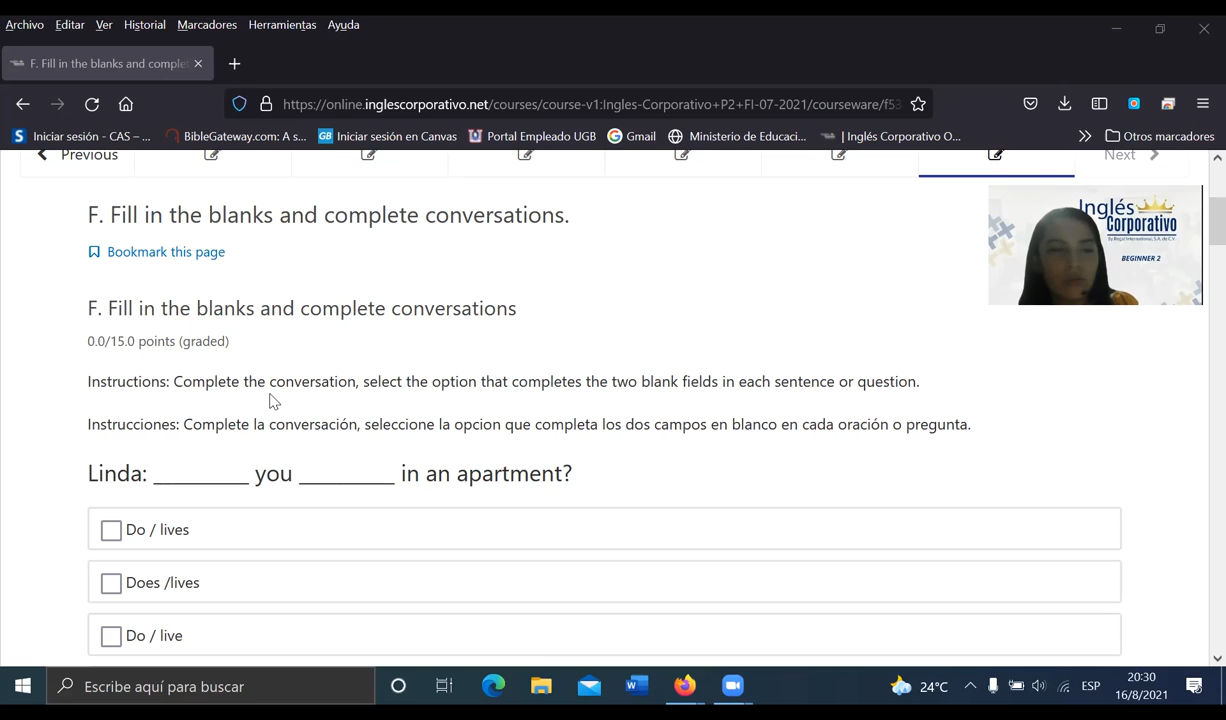 Archivo Editar Ver Historial Marcadores Herramientas Ayuda
F. Fill in the blanks and comple
https://online.inglescorporativo.net/courses/course-v1:Ingles-Corporativo+P2+FI-07-2021/courseware/f53
Iniciar sesión - CAS – ... BibleGateway.com: A s... GB Iniciar sesión en Canvas Portal Empleado UGB Gmail Ministerio de Educaci... | Inglés Corporativo O... Otros marcadores
Previous Next
F. Fill in the blanks and complete conversations.
Inglés
Corporativo
BEGINNER 2
Bookmark this page
F. Fill in the blanks and complete conversations
0.0/15.0 points (graded)
Instructions: Complete the conversation, select the option that completes the two blank fields in each sentence or question.
Instrucciones: Complete la conversación, seleccione la opcion que completa los dos campos en blanco en cada oración o pregunta.
Linda: __________ you __________ in an apartment?
Do / lives
Does /lives
Do / live
Escribe aquí para buscar
24°C
ESP
20:30
16/8/2021